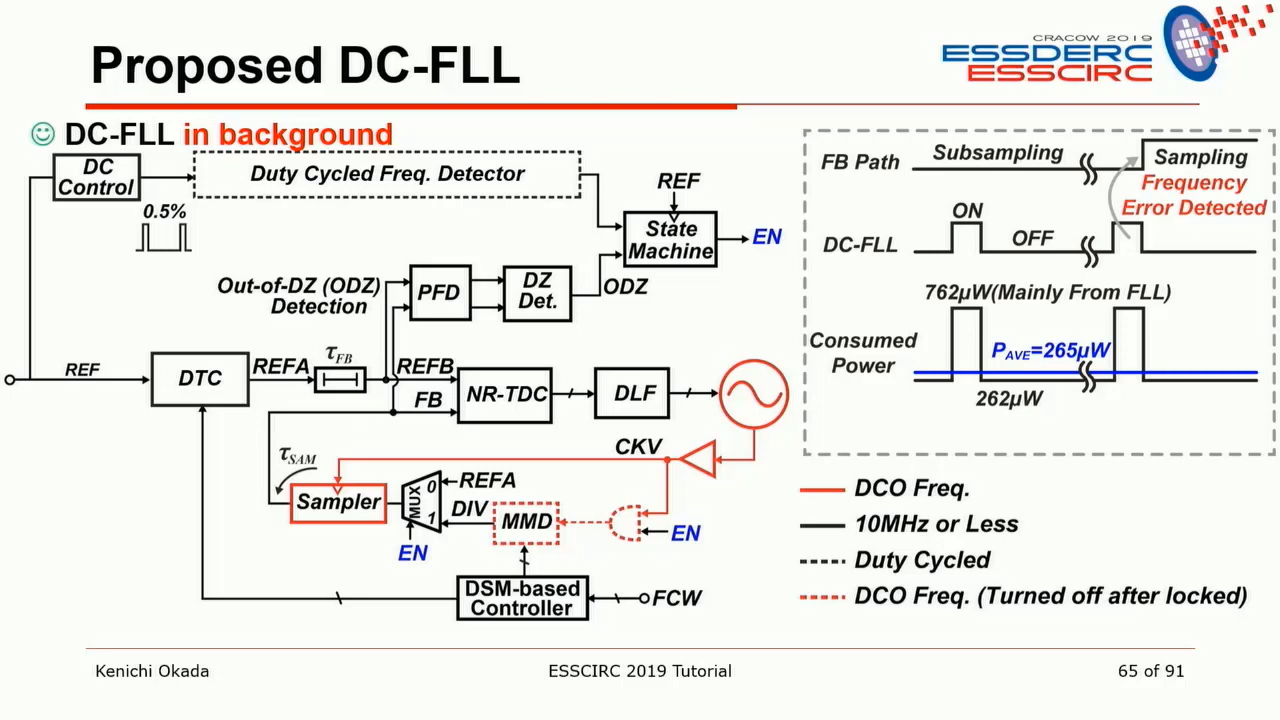 Proposed DC-FLL
CRACOW 2019
ESSDERC
ESSCIRC
DC-FLL in background
DC
Control
0.5%
Duty Cycled Freq. Detector
REF
State
Machine
EN
Out-of-DZ (ODZ)
Detection
PFD
DZ
Det.
ODZ
REF
DTC
REFA
τFB
REFB
FB
NR-TDC
DLF
CKV
τSAM
Sampler
MUX
0
1
REFA
DIV
MMD
EN
EN
DSM-based
Controller
FCW
FB Path
Subsampling
Sampling
Frequency
Error Detected
DC-FLL
ON
OFF
762µW(Mainly From FLL)
Consumed
Power
PAVE=265µW
262µW
DCO Freq.
10MHz or Less
Duty Cycled
DCO Freq. (Turned off after locked)
Kenichi Okada
ESSCIRC 2019 Tutorial
65 of 91